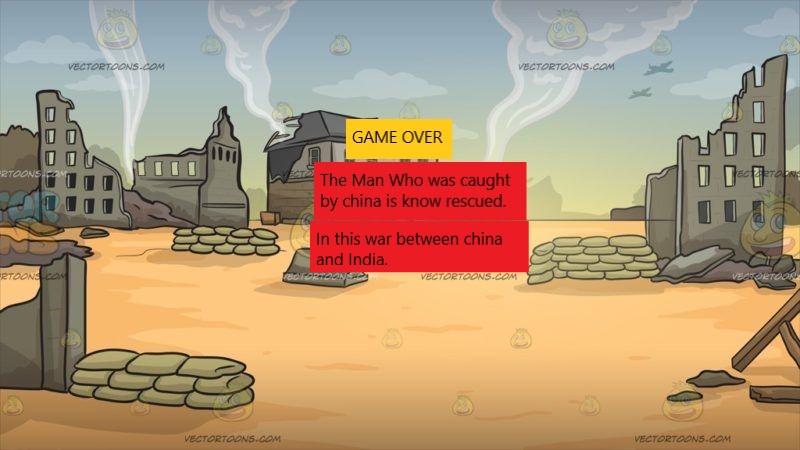 VECTORTOONS.COM
VECTORTOONS.COM
VECTORTOONS.COM
GAME OVER
The Man Who was caught
by china is know rescued.
In this war between china
and India.
VECTORTOONS.COM
VECTORTOONS.COM
VECTORTOONS.COM